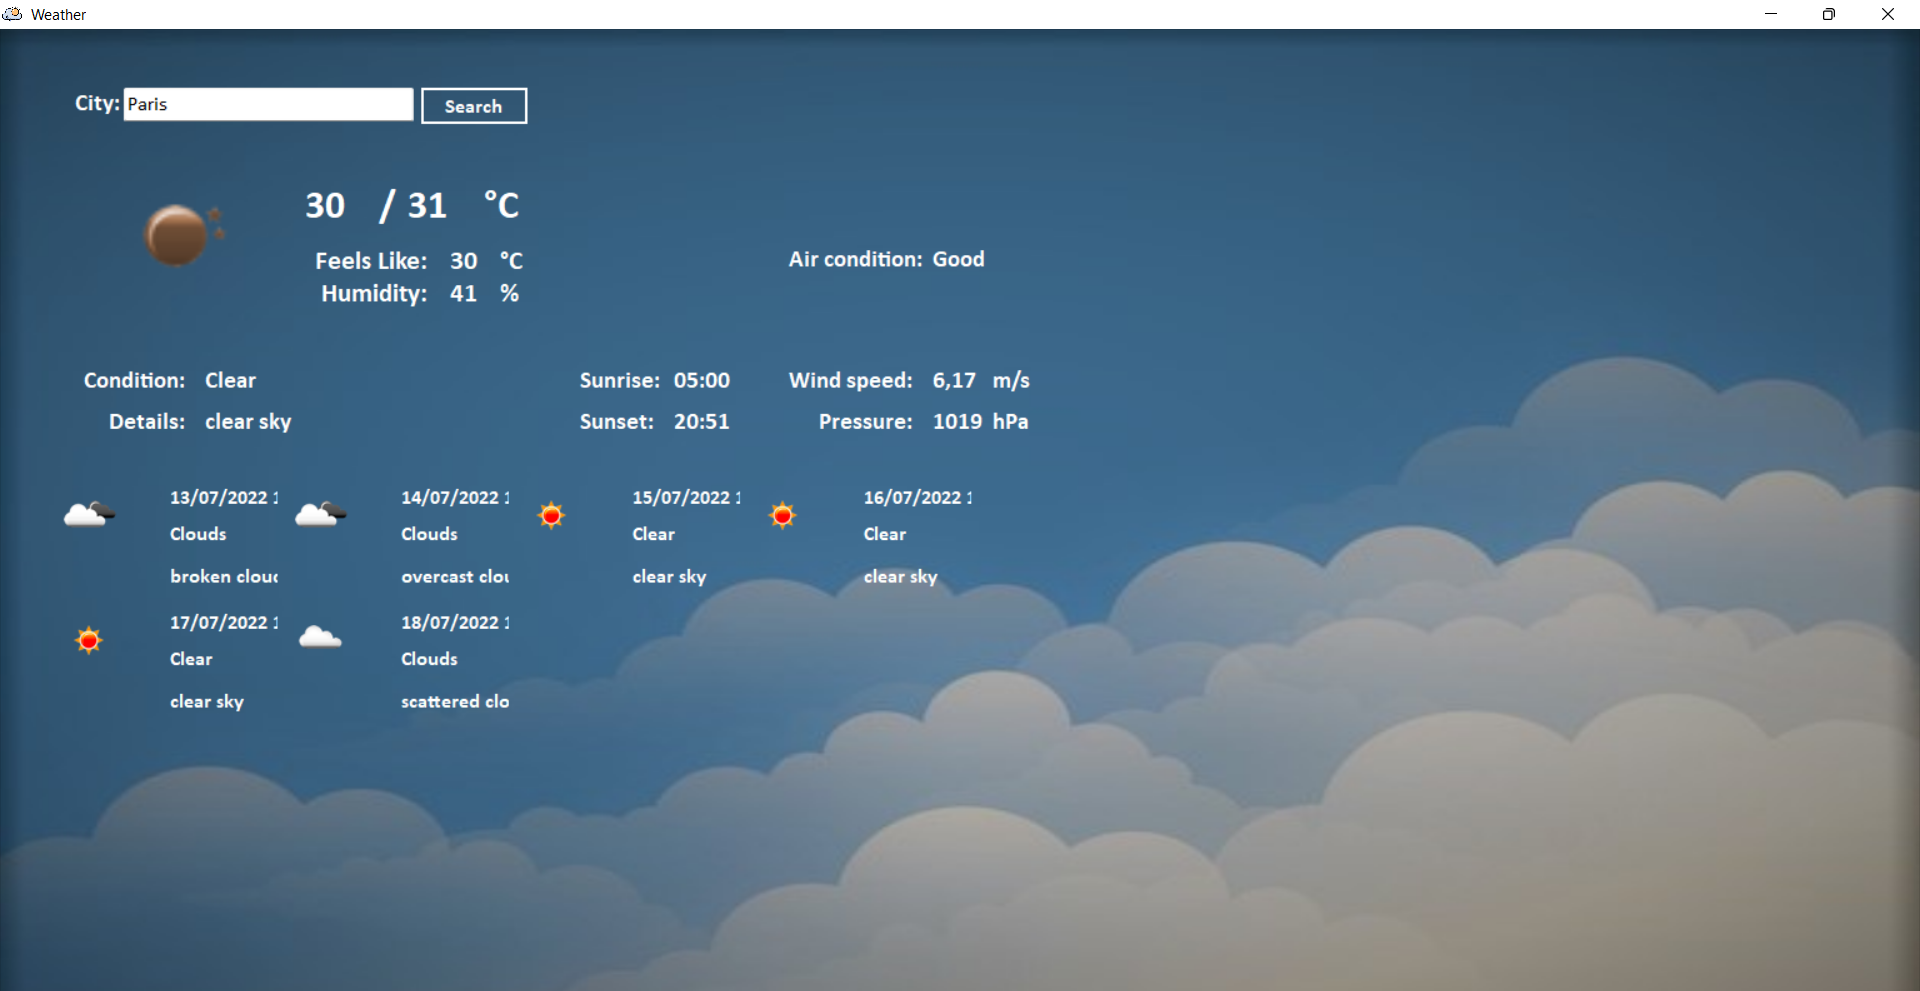 Weather
City: Paris Search
30 / 31 °C
Feels Like: 30 °C
Humidity: 41 %
Air condition: Good
Condition: Clear
Details: clear sky
Sunrise: 05:00
Sunset: 20:51
Wind speed: 6,17 m/s
Pressure: 1019 hPa
13/07/2022 1
Clouds
broken clouc
14/07/2022 1
Clouds
overcast clou
15/07/2022 1
Clear
clear sky
16/07/2022 1
Clear
clear sky
17/07/2022 1
Clear
clear sky
18/07/2022 1
Clouds
scattered clo